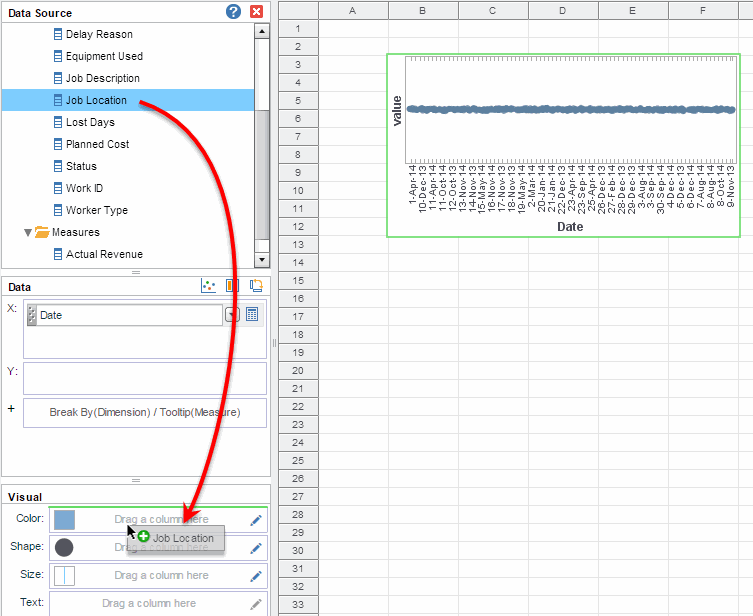 Data Source
?
Delay Reason
Equipment Used
Job Description
Job Location
Lost Days
Planned Cost
Status
Work ID
Worker Type
Measures
Actual Revenue
Data
X: Date
Y:
+ Break By(Dimension) / Tooltip(Measure)
Visual
Color: Drag a column here
Job Location
Shape: Drag a column here
Size: Drag a column here
Text: Drag a column here
A B C D E F
1
2
3
4
5
6
7
8
9
10
11
12
13
14
15
16
17
18
19
20
21
22
23
24
25
26
27
28
29
30
31
32
33
value
1-Apr-14
10-Dec-13
11-Apr-14
11-Oct-14
12-Oct-13
13-Nov-14
14-Nov-13
15-May-14
16-Nov-13
17-Nov-13
18-Nov-13
19-May-14
2-Mar-14
20-Jan-14
21-Jan-14
22-Dec-13
23-Apr-14
23-Sep-14
25-Apr-14
26-Dec-13
27-Feb-14
28-Dec-13
29-Dec-13
3-Apr-14
3-Sep-14
30-Sep-14
4-Dec-13
5-Dec-13
6-Dec-13
7-Aug-14
8-Aug-14
8-Oct-14
9-Nov-13
Date